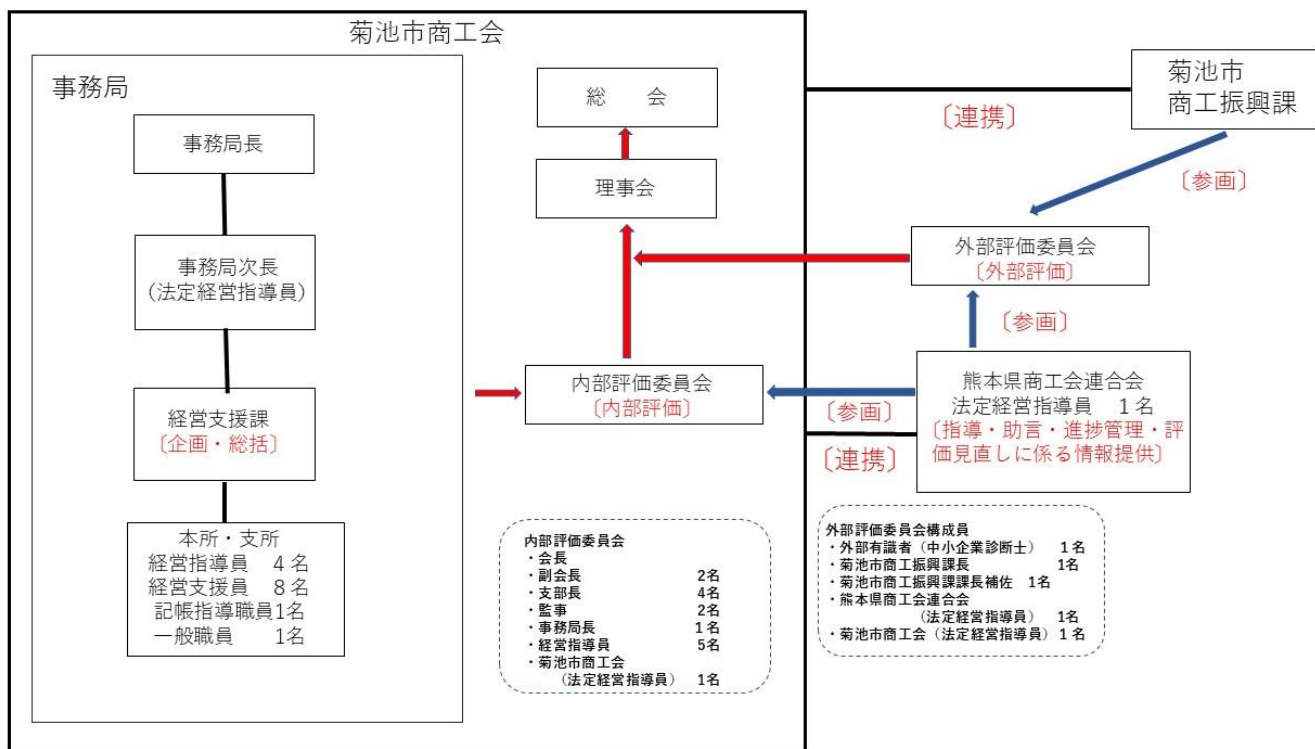 菊池市商工会
事務局
事務局長
事務局次長
(法定経営指導員)
経営支援課
〔企画・総括〕
本所・支所
経営指導員 4名
経営支援員 8名
記帳指導職員1名
一般職員 1名
総 会
理事会
内部評価委員会
〔内部評価〕
内部評価委員会
・会長
・副会長 2名
・支部長 4名
・監事 2名
・事務局長 1名
・経営指導員 5名
・菊池市商工会
(法定経営指導員) 1名
菊池市
商工振興課
〔連携〕
〔参画〕
外部評価委員会
〔外部評価〕
〔参画〕
熊本県商工会連合会
法定経営指導員 1名
〔指導・助言・進捗管理・評
価見直しに係る情報提供〕
〔参画〕
〔連携〕
外部評価委員会構成員
・外部有識者（中小企業診断士） 1名
・菊池市商工振興課長 1名
・菊池市商工振興課課長補佐 1名
・熊本県商工会連合会
（法定経営指導員） 1名
・菊池市商工会（法定経営指導員）1名